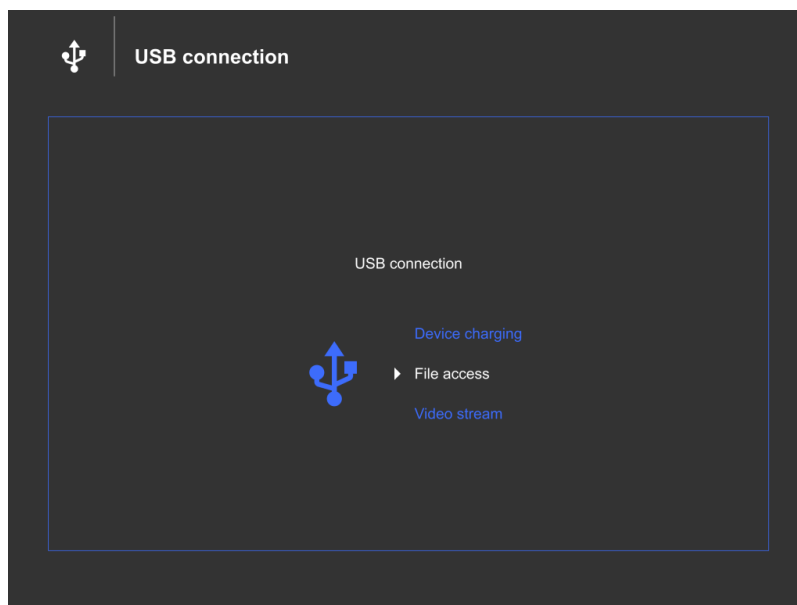 USB connection
USB connection
Device charging
File access
Video stream